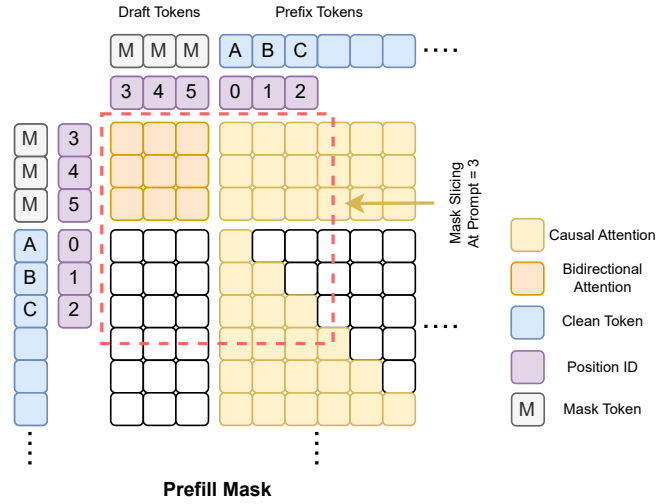 Draft Tokens
Prefix Tokens
M M M A B C
3 4 5 0 1 2
M 3
M 4
M 5
A 0
B 1
C 2
Mask Slicing
At Prompt = 3
Causal Attention
Bidirectional
Attention
Clean Token
Position ID
M Mask Token
Prefill Mask